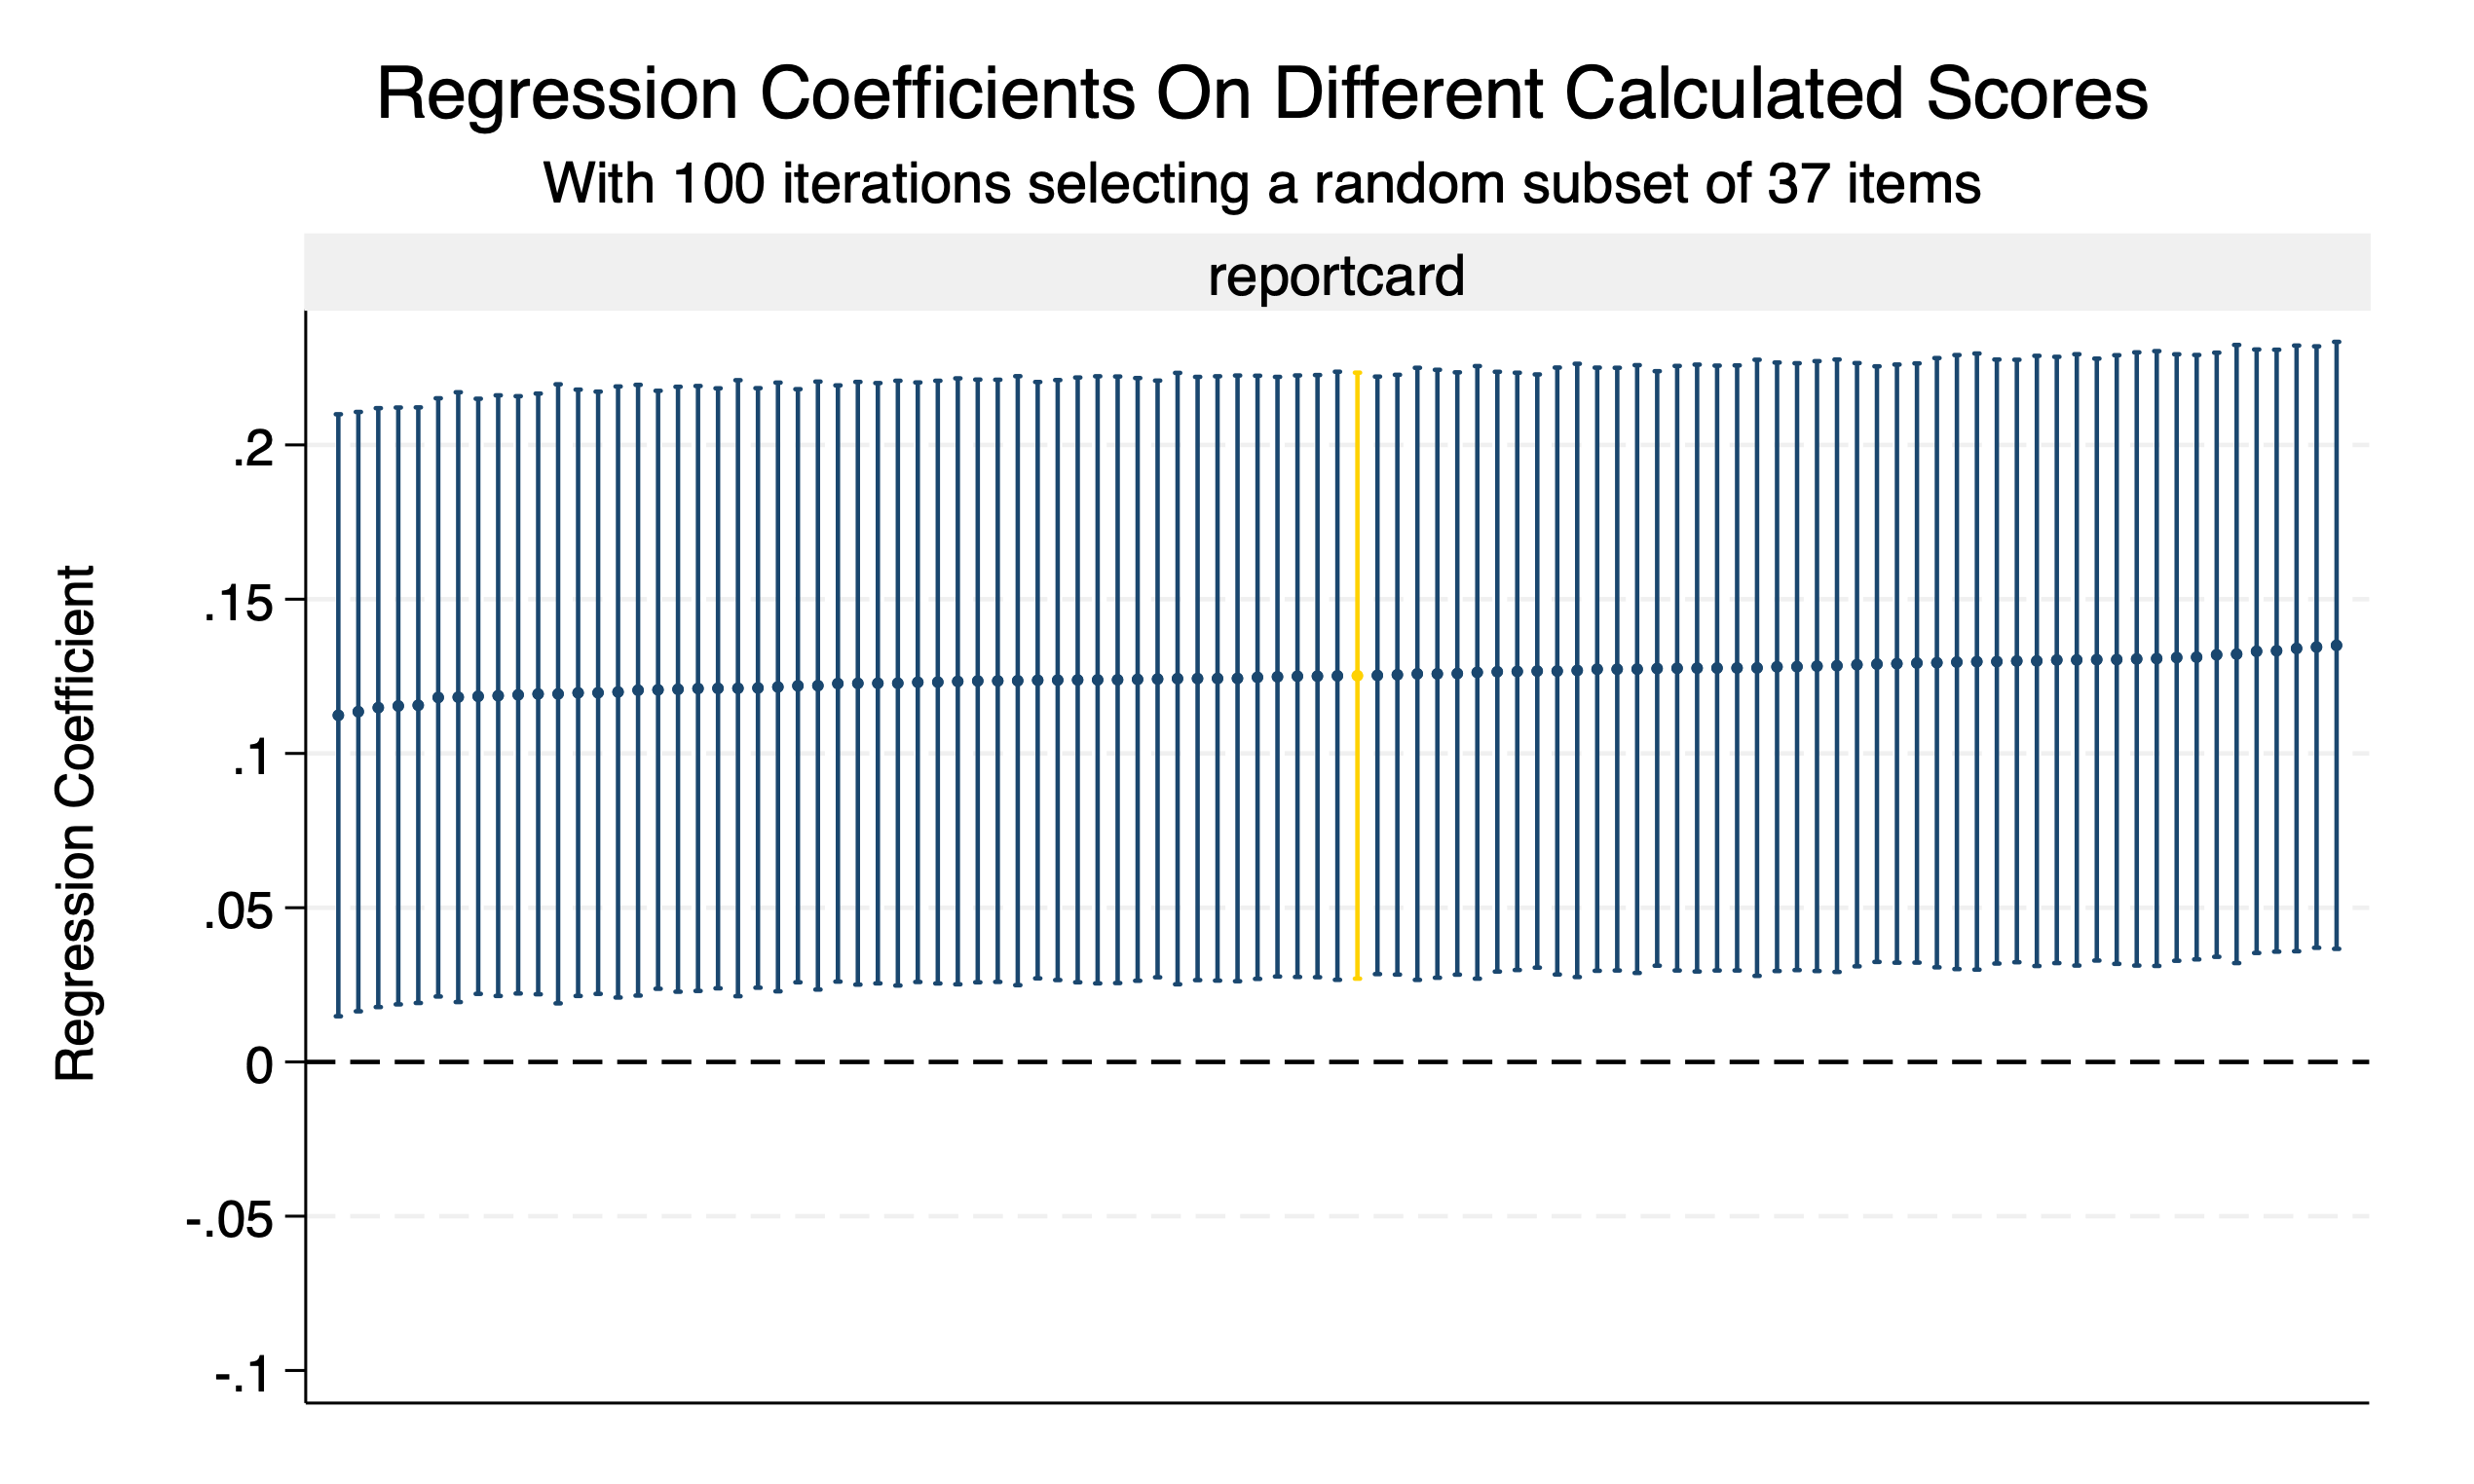 Regression Coefficients On Different Calculated Scores
With 100 iterations selecting a random subset of 37 items
reportcard
Regression Coefficient
.2
.15
.1
.05
0
-.05
-.1